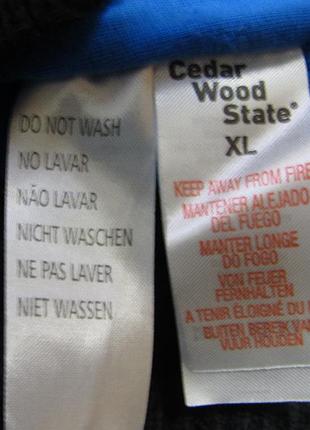 DO NOT WASH
NO LAVAR
NÃO LAVAR
NICHT WASCHEN
NE PAS LAVER
NIET WASSEN
Cedar
Wood
State®
XL
KEEP AWAY FROM FIRE
MANTENER ALEJADO
DEL FUEGO
MANTER LONGE
DO FOGO
VON FEUER
FERNHALTEN
A TENIR ÉLOIGNÉ DU
BUITEN BEREIK VAN
VUUR HOUDEN